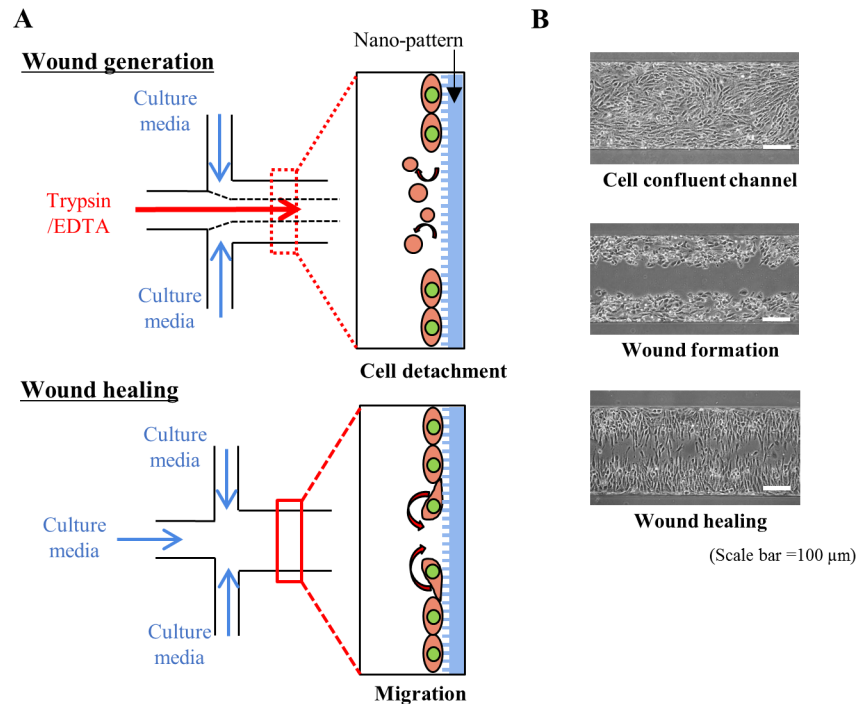 A
Wound generation
Culture
media
Trypsin
/EDTA
Culture
media
Nano-pattern
Cell detachment
Wound healing
Culture
media
Culture
media
Culture
media
Migration
B
Cell confluent channel
Wound formation
Wound healing
(Scale bar =100 µm)